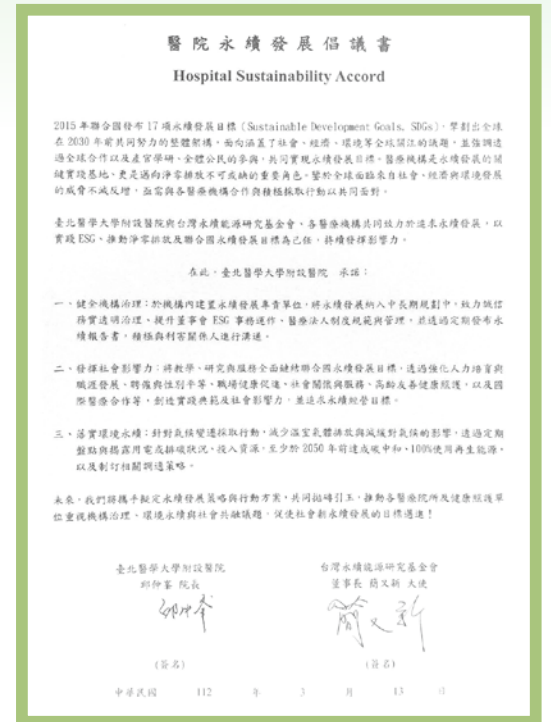 醫院永續發展倡議書
Hospital Sustainability Accord
2015 年聯合國發布 17 項永續發展目標 (Sustainable Development Goals, SDGs)，擘劃出全球
在 2030 年前共同努力的整體架構，面向涵蓋了社會、經濟、環境等全球關注的議題，並強調透
過全球合作以及產官學研、全體公民的參與，共同實現永續發展目標。醫療機構是永續發展的關
鍵實踐基地、更是邁向淨零排放不可或缺的重要角色。鑒於全球面臨來自社會、經濟與環境發展
的威脅不減反增，亟需與各醫療機構合作與積極採取行動以共同面對。
臺北醫學大學附設醫院與台灣永續能源研究基金會、各醫療機構共同致力於追求永續發展，以
實踐 ESG、推動淨零排放及聯合國永續發展目標為己任，持續發揮影響力。
在此，臺北醫學大學附設醫院 承諾：
一、健全機構治理：於機構內建置永續發展專責單位，將永續發展納入中長期規劃中，致力誠信
務實透明治理、提升董事會 ESG 事務運作、醫療法人制度規範與管理，並透過定期發布永
續報告書，積極與利害關係人進行溝通。
二、發揮社會影響力：將教學、研究與服務全面鏈結聯合國永續發展目標，透過強化人力培育與
職涯發展、聘僱與性別平等、職場健康促進、社會關懷與服務、高齡友善健康照護，以及國
際醫療合作等，創造實踐典範及社會影響力，並追求永續經營目標。
三、落實環境永續：針對氣候變遷採取行動，減少溫室氣體排放與減緩對氣候的影響，透過定期
盤點與揭露用電或排碳狀況，投入資源，至少於 2050 年前達成碳中和、100%使用再生能源，
以及制訂相關調適策略。
未來，我們將攜手擬定永續發展策略與行動方案，共同拋磚引玉，推動各醫療院所及健康照護單
位重視機構治理、環境永續與社會共融議題，促使社會朝永續發展的目標邁進！
臺北醫學大學附設醫院
邱仲峯 院長
邱仲峯
(簽名)
台灣永續能源研究基金會
董事長 簡又新 大使
簡又新
(簽名)
中華民國 112 年 3 月 13 日